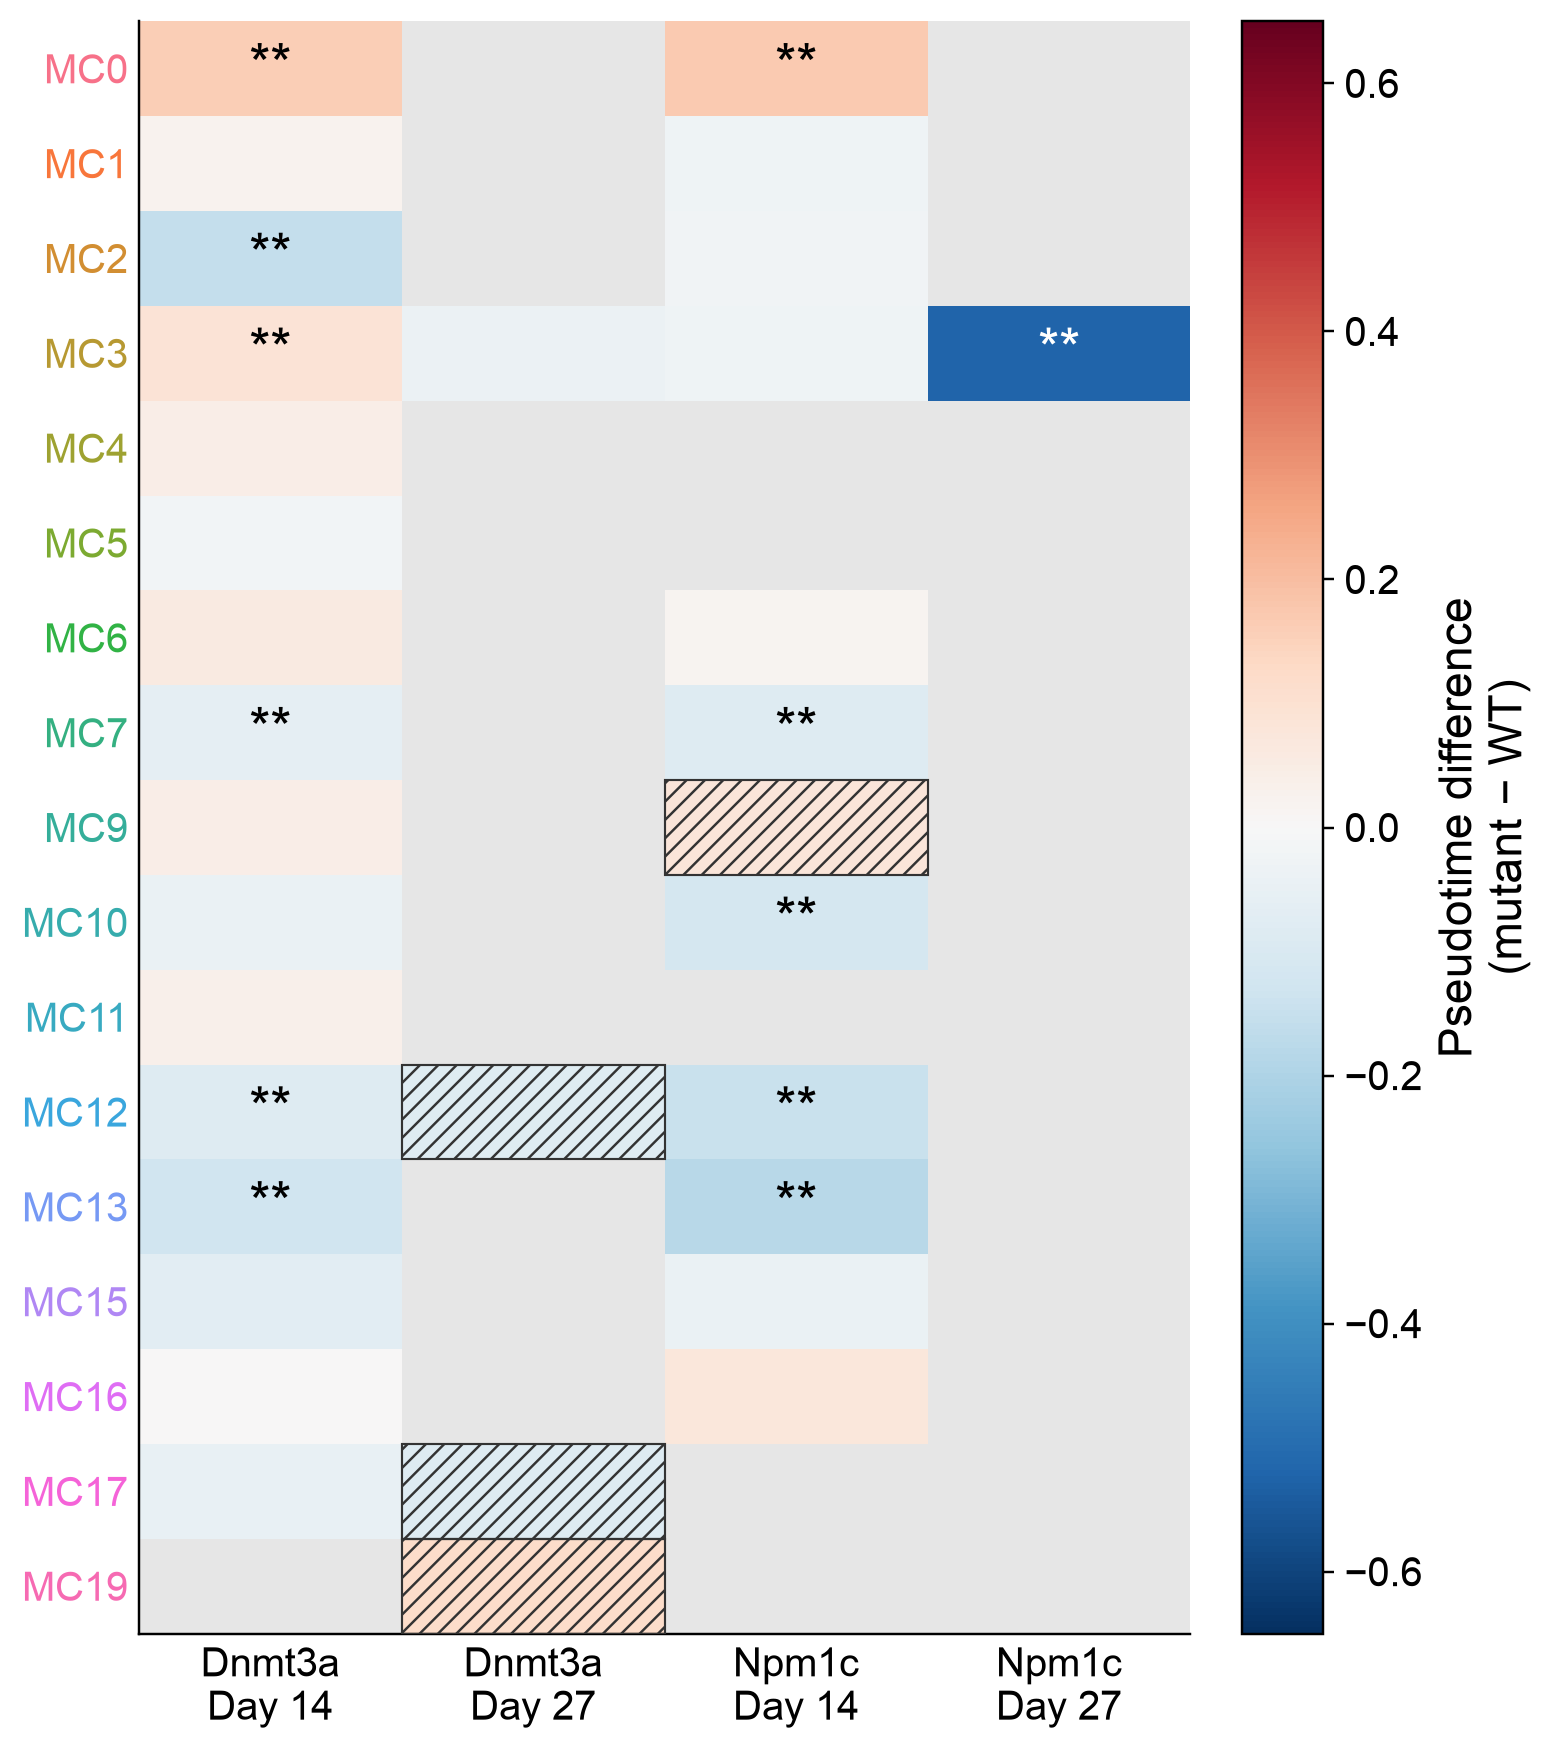 MC0
**
**
MC1
MC2
**
MC3
**
**
MC4
MC5
MC6
MC7
**
**
MC9
MC10
**
MC11
MC12
**
**
MC13
**
**
MC15
MC16
MC17
MC19
Dnmt3a
Day 14
Dnmt3a
Day 27
Npm1c
Day 14
Npm1c
Day 27
0.6
0.4
0.2
0.0
−0.2
−0.4
−0.6
Pseudotime difference
(mutant − WT)